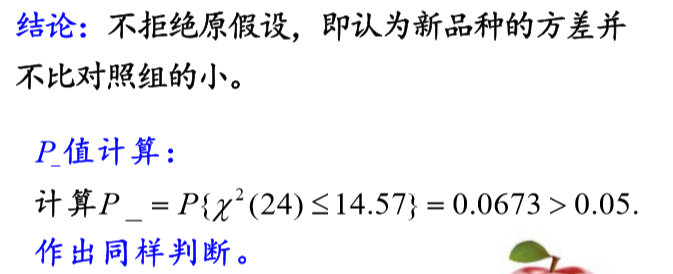 结论：不拒绝原假设，即认为新品种的方差并
不比对照组的小。
P_值计算：
计算P_ = P{χ²(24) ≤ 14.57} = 0.0673 > 0.05.
作出同样判断。